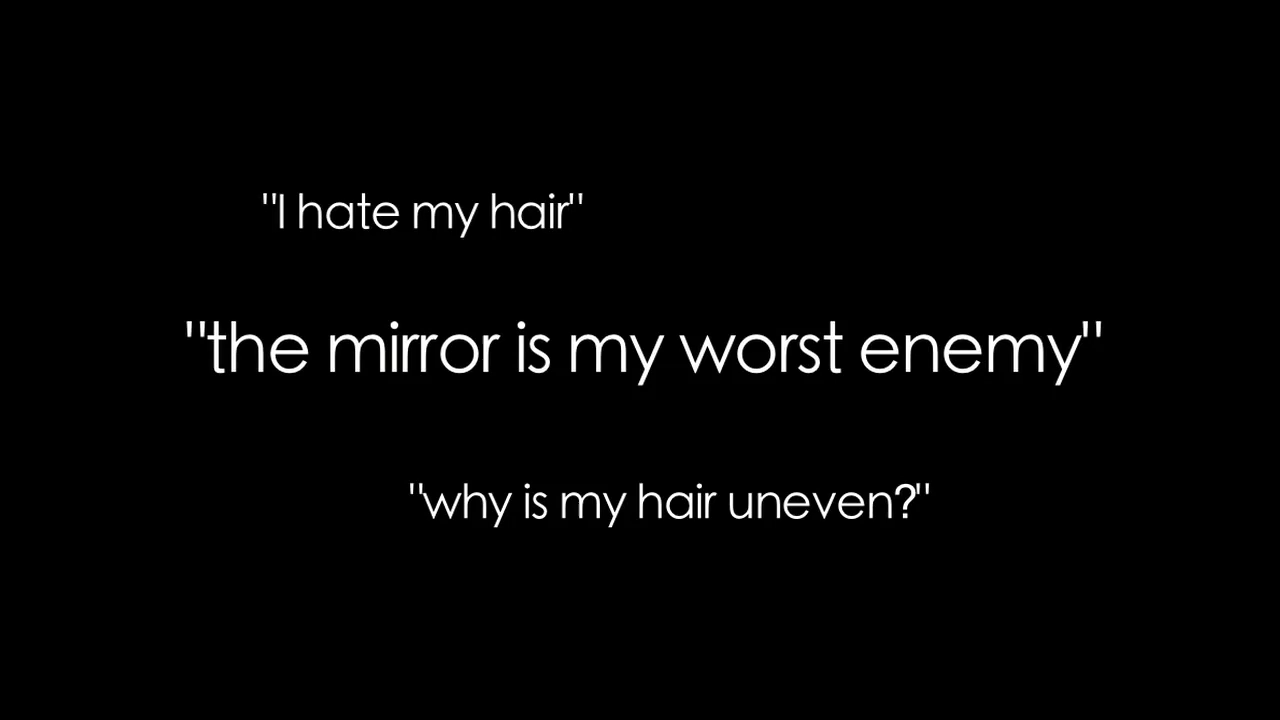 "I hate my hair"
"the mirror is my worst enemy"
"why is my hair uneven?"